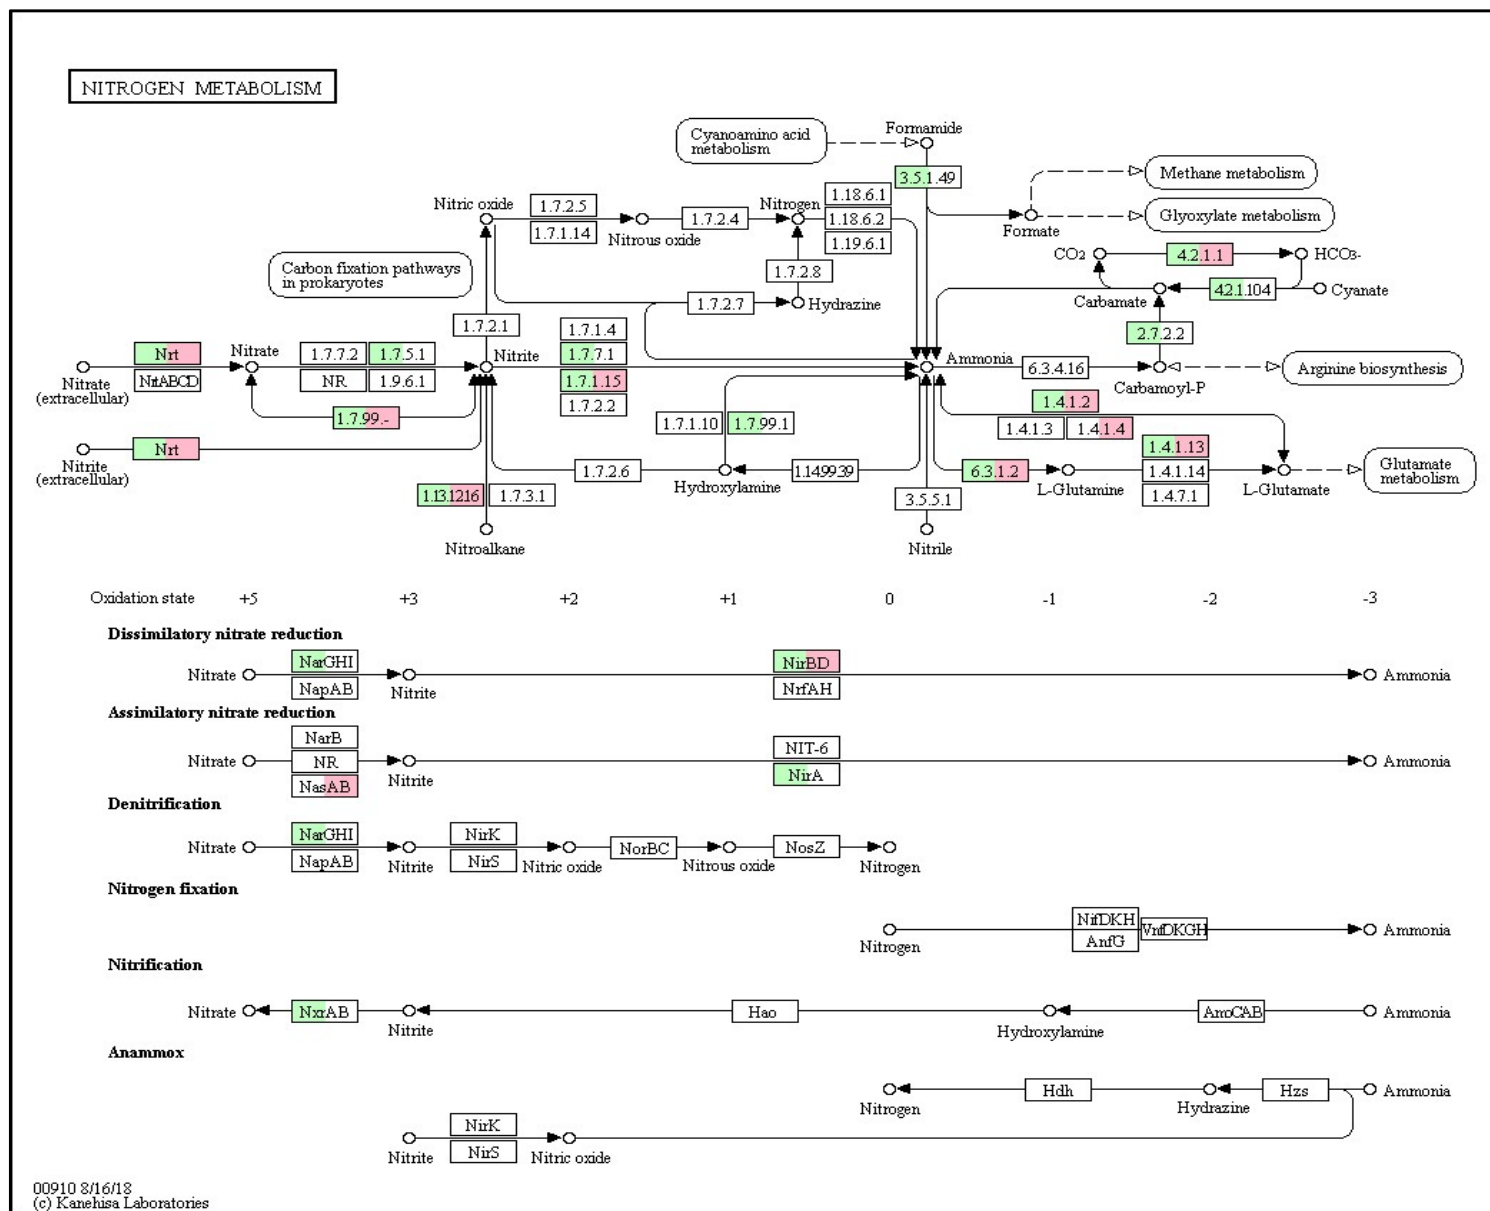 NITROGEN METABOLISM
Cyanoamino acid
metabolism
Formamide
3.5.1.49
Methane metabolism
Glyoxylate metabolism
Formate
Nitric oxide
1.7.2.5
1.7.1.14
Nitrous oxide
1.7.2.4
Nitrogen
1.18.6.1
1.18.6.2
1.19.6.1
Carbon fixation pathways
in prokaryotes
1.7.2.8
1.7.2.7
Hydrazine
CO2
4.2.1.1
HCO3-
4.2.1.104
Carbamate
Cyanate
1.7.2.1
2.7.2.2
Nrt
NrtABCD
Nitrate
(extracellular)
Nitrate
1.7.7.2
1.7.5.1
NR
1.9.6.1
Nitrite
1.7.1.4
1.7.7.1
1.7.1.15
1.7.2.2
Ammonia
6.3.4.16
Carbamoyl-P
Arginine biosynthesis
1.7.99.-
1.7.1.10
1.7.99.1
1.4.1.2
1.4.1.3
1.4.1.4
Nrt
Nitrite
(extracellular)
1.7.2.6
Hydroxylamine
1.14.99.39
6.3.1.2
L-Glutamine
1.4.1.13
1.4.1.14
1.4.7.1
L-Glutamate
Glutamate
metabolism
1.13.12.16
1.7.3.1
Nitroalkane
3.5.5.1
Nitrile
Oxidation state +5 +3 +2 +1 0 -1 -2 -3
Dissimilatory nitrate reduction
Nitrate
NarGHI
NapAB
Nitrite
NirBD
NrfAH
Ammonia
Assimilatory nitrate reduction
Nitrate
NarB
NR
NasAB
Nitrite
NIT-6
NirA
Ammonia
Denitrification
Nitrate
NarGHI
NapAB
Nitrite
NirK
NirS
Nitric oxide
NorBC
Nitrous oxide
NosZ
Nitrogen
Nitrogen fixation
Nitrogen
NifDKH
AnfG
VnfDKGH
Ammonia
Nitrification
Nitrate
NxrAB
Nitrite
Hao
Hydroxylamine
AmoCAB
Ammonia
Anammox
Nitrogen
Hdh
Hydrazine
Hzs
Ammonia
Nitrite
NirK
NirS
Nitric oxide
00910 8/16/18
(c) Kanehisa Laboratories